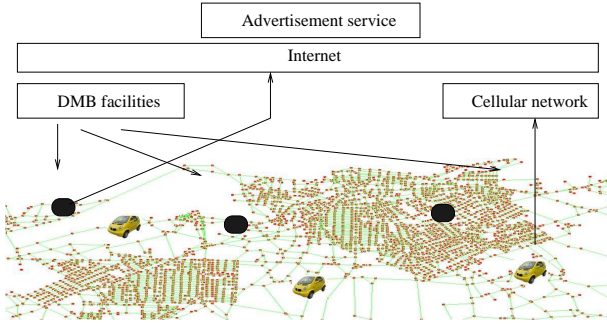 Advertisement service
Internet
DMB facilities
Cellular network